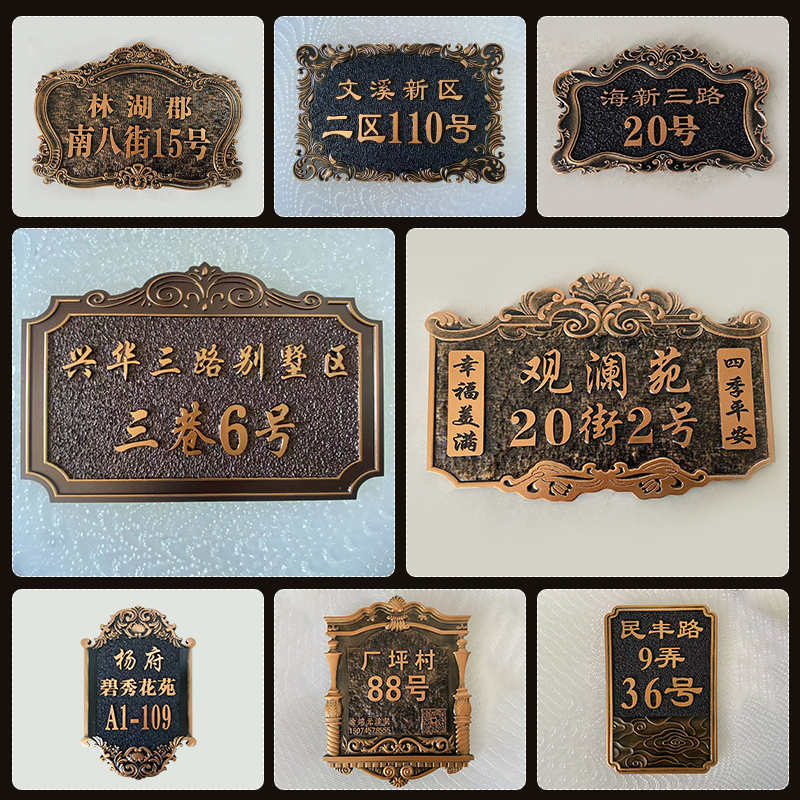 林湖郡
南八街15号
文溪新区
二区110号
海新三路
20号
兴华三路别墅区
三巷6号
幸福美满
观澜苑
20街2号
四季平安
杨府
碧秀花苑
A1-109
厂坪村
88号
15074578555
民丰路
9弄
36号